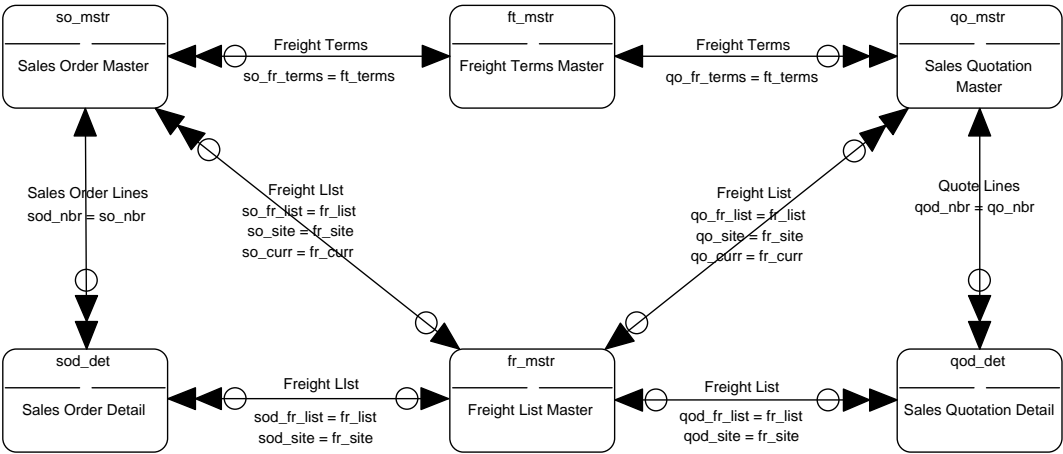 so_mstr
Sales Order Master
Freight Terms
so_fr_terms = ft_terms
ft_mstr
Freight Terms Master
Freight Terms
qo_fr_terms = ft_terms
qo_mstr
Sales Quotation
Master
Sales Order Lines
sod_nbr = so_nbr
Freight LIst
so_fr_list = fr_list
so_site = fr_site
so_curr = fr_curr
Freight List
qo_fr_list = fr_list
qo_site = fr_site
qo_curr = fr_curr
Quote Lines
qod_nbr = qo_nbr
sod_det
Sales Order Detail
Freight LIst
sod_fr_list = fr_list
sod_site = fr_site
fr_mstr
Freight List Master
Freight List
qod_fr_list = fr_list
qod_site = fr_site
qod_det
Sales Quotation Detail